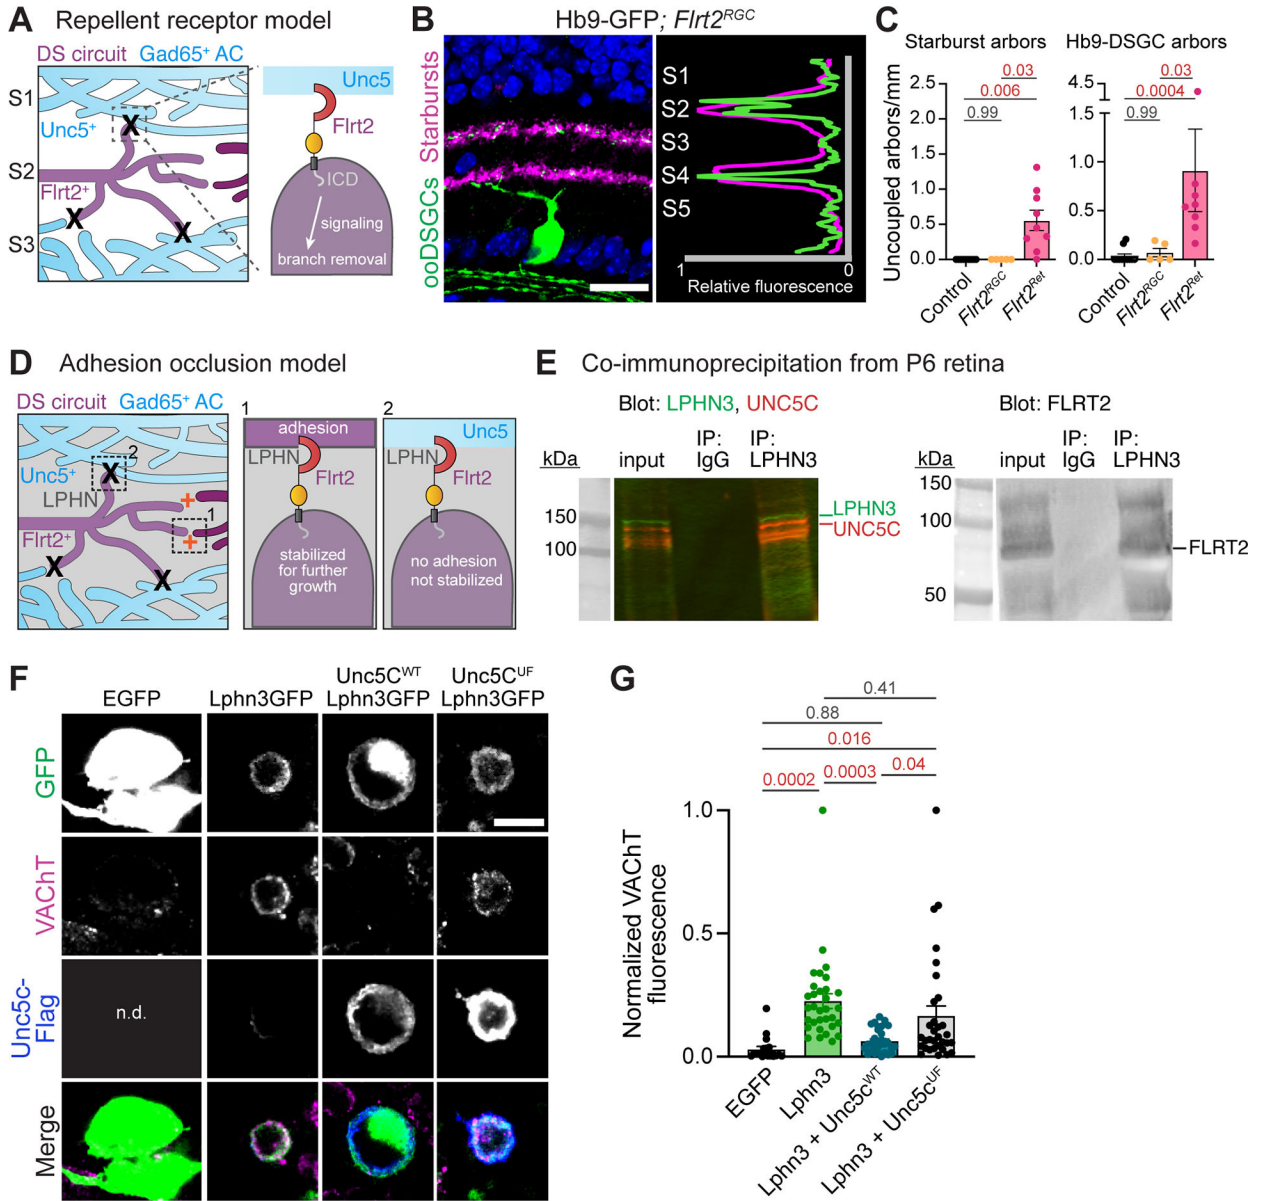 A Repellent receptor model
DS circuit Gad65⁺ AC
S1
S2
S3
Unc5⁺
Flrt2⁺
X
X
X
Unc5
Flrt2
ICD
signaling
branch removal
B Hb9-GFP; Flrt2ᴿᴳᶜ
ooDSGCs Starbursts
S1
S2
S3
S4
S5
1 0
Relative fluorescence
C
Starburst arbors
Uncoupled arbors/mm
2.5
2.0
1.5
1.0
0.5
0.0
0.03
0.006
0.99
Control
Flrt2ᴿᴳᶜ
Flrt2ᴿᵉᵗ
Hb9-DSGC arbors
4.5
1.5
1.0
0.5
0.0
0.03
0.0004
0.99
Control
Flrt2ᴿᴳᶜ
Flrt2ᴿᵉᵗ
D Adhesion occlusion model
DS circuit Gad65⁺ AC
Unc5⁺
LPHN
Flrt2⁺
X 2
+
+ 1
X
X
1
adhesion
LPHN
Flrt2
stabilized
for further
growth
2
Unc5
LPHN
Flrt2
no adhesion
not stabilized
E Co-immunoprecipitation from P6 retina
Blot: LPHN3, UNC5C
kDa
input
IP:
IgG
IP:
LPHN3
150
100
LPHN3
UNC5C
Blot: FLRT2
kDa
input
IP:
IgG
IP:
LPHN3
150
100
50
FLRT2
F
EGFP
Lphn3GFP
Unc5Cᵂᵀ
Lphn3GFP
Unc5Cᵁꟳ
Lphn3GFP
GFP
VAChT
Unc5c-
Flag
n.d.
Merge
G
0.41
0.88
0.016
0.0002
0.0003
0.04
Normalized VAChT
fluorescence
1.0
0.5
0.0
EGFP
Lphn3
Lphn3 + Unc5cᵂᵀ
Lphn3 + Unc5cᵁꟳ